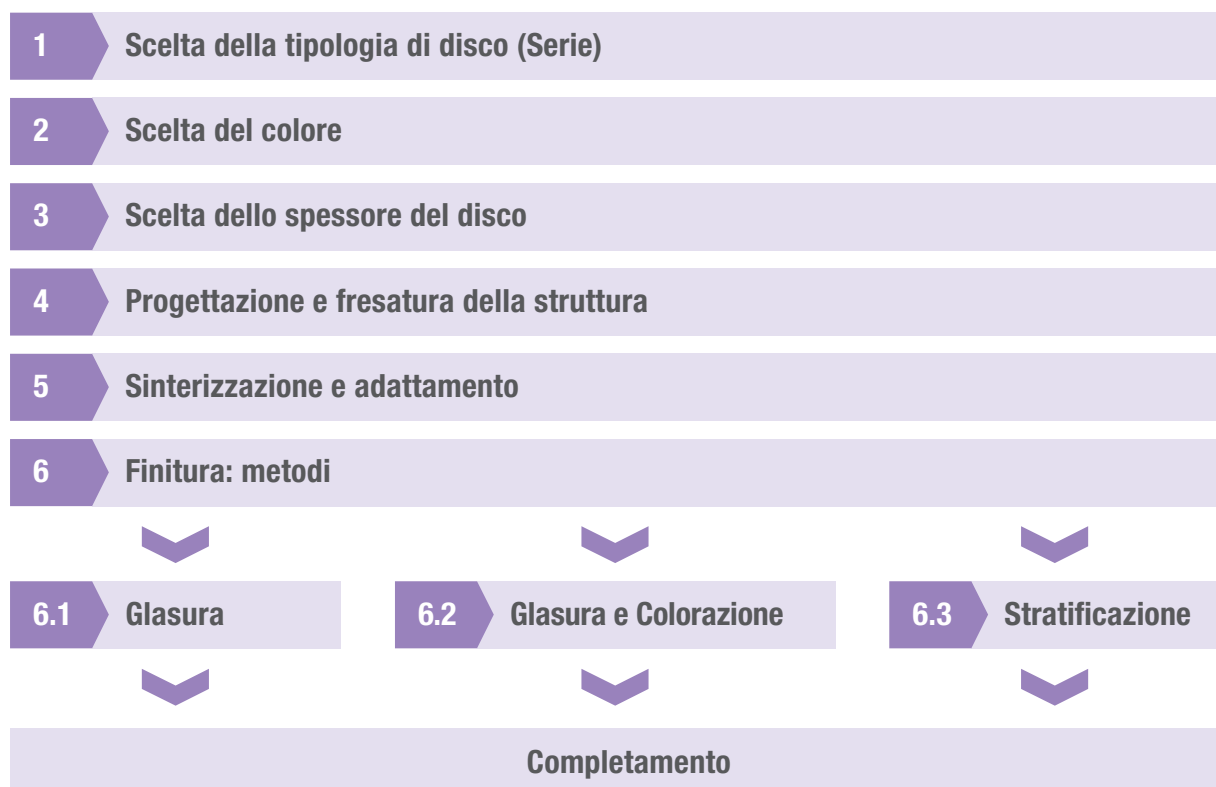 1 Scelta della tipologia di disco (Serie)
2 Scelta del colore
3 Scelta dello spessore del disco
4 Progettazione e fresatura della struttura
5 Sinterizzazione e adattamento
6 Finitura: metodi
6.1 Glasura
6.2 Glasura e Colorazione
6.3 Stratificazione
Completamento